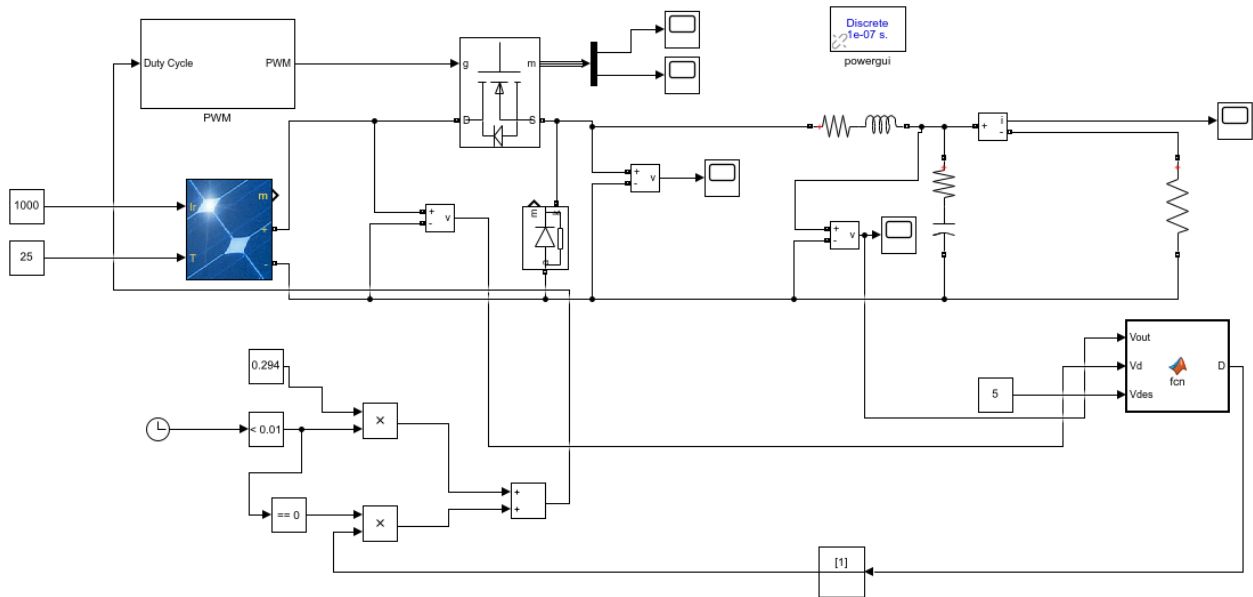 Discrete
1e-07 s.
powergui
Duty Cycle
PWM
PWM
g
m
D
S
i
+
-
1000
25
Ir
T
m
+
-
+
-
v
+
-
v
m
+
-
v
0.294
< 0.01
== 0
×
×
+
+
5
Vout
Vd
Vdes
D
fcn
[1]